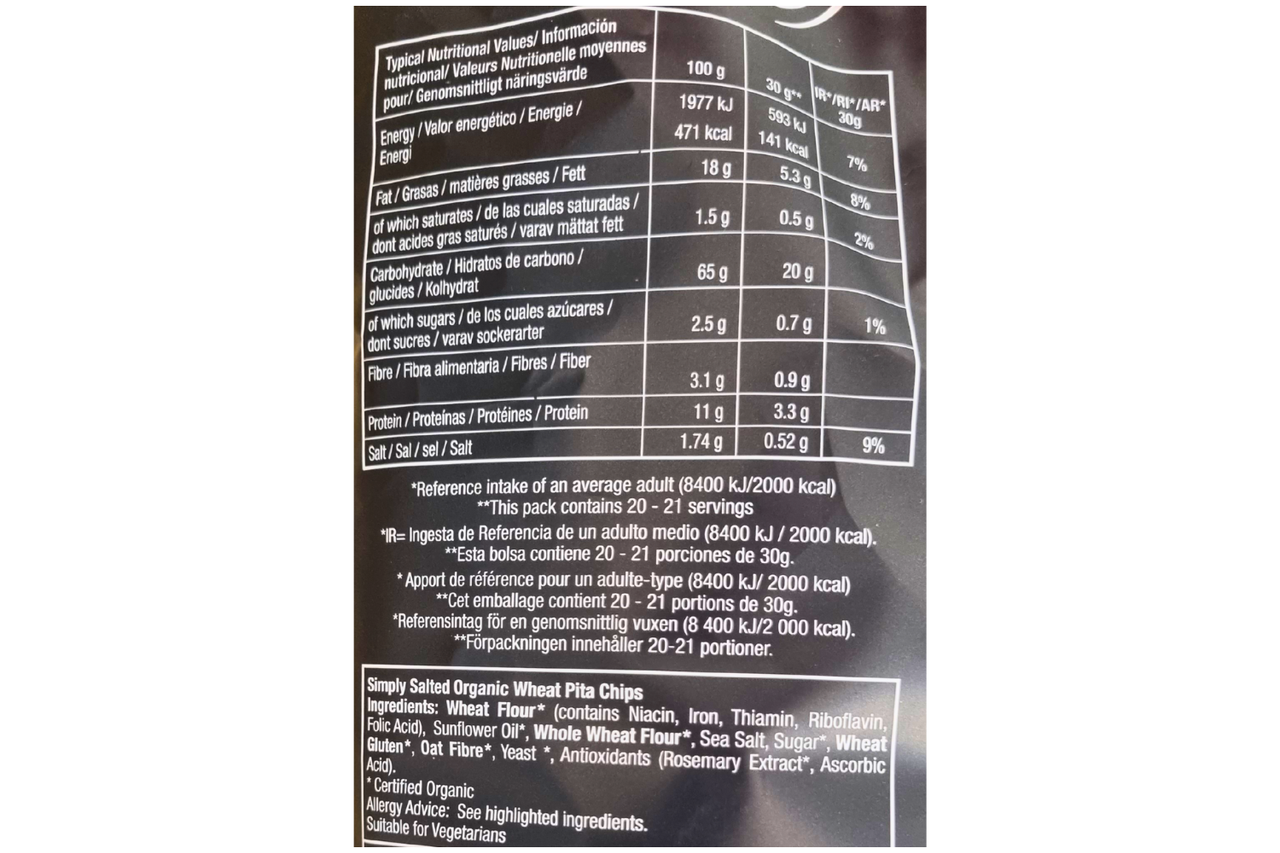 Typical Nutritional Values/ Información
nutricional/ Valeurs Nutritionelle moyennes
pour/ Genomsnittligt näringsvärde
100 g
30 g**
IR*/RI*/AR*
30g
Energy / Valor energético / Energie /
Energi
1977 kJ
471 kcal
593 kJ
141 kcal
7%
Fat / Grasas / matières grasses / Fett
18 g
5.3 g
8%
of which saturates / de las cuales saturadas /
dont acides gras saturés / varav mättat fett
1.5 g
0.5 g
2%
Carbohydrate / Hidratos de carbono /
glucides / Kolhydrat
65 g
20 g
of which sugars / de los cuales azúcares /
dont sucres / varav sockerarter
2.5 g
0.7 g
1%
Fibre / Fibra alimentaria / Fibres / Fiber
3.1 g
0.9 g
Protein / Proteínas / Protéines / Protein
11 g
3.3 g
Salt / Sal / sel / Salt
1.74 g
0.52 g
9%
*Reference intake of an average adult (8400 kJ/2000 kcal)
**This pack contains 20 - 21 servings
*IR= Ingesta de Referencia de un adulto medio (8400 kJ / 2000 kcal).
**Esta bolsa contiene 20 - 21 porciones de 30g.
* Apport de référence pour un adulte-type (8400 kJ/ 2000 kcal)
**Cet emballage contient 20 - 21 portions de 30g.
*Referensintag för en genomsnittlig vuxen (8 400 kJ/2 000 kcal).
**Förpackningen innehåller 20-21 portioner.
Simply Salted Organic Wheat Pita Chips
Ingredients: Wheat Flour* (contains Niacin, Iron, Thiamin, Riboflavin,
Folic Acid), Sunflower Oil*, Whole Wheat Flour*, Sea Salt, Sugar*, Wheat
Gluten*, Oat Fibre*, Yeast *, Antioxidants (Rosemary Extract*, Ascorbic
Acid).
* Certified Organic
Allergy Advice: See highlighted ingredients.
Suitable for Vegetarians